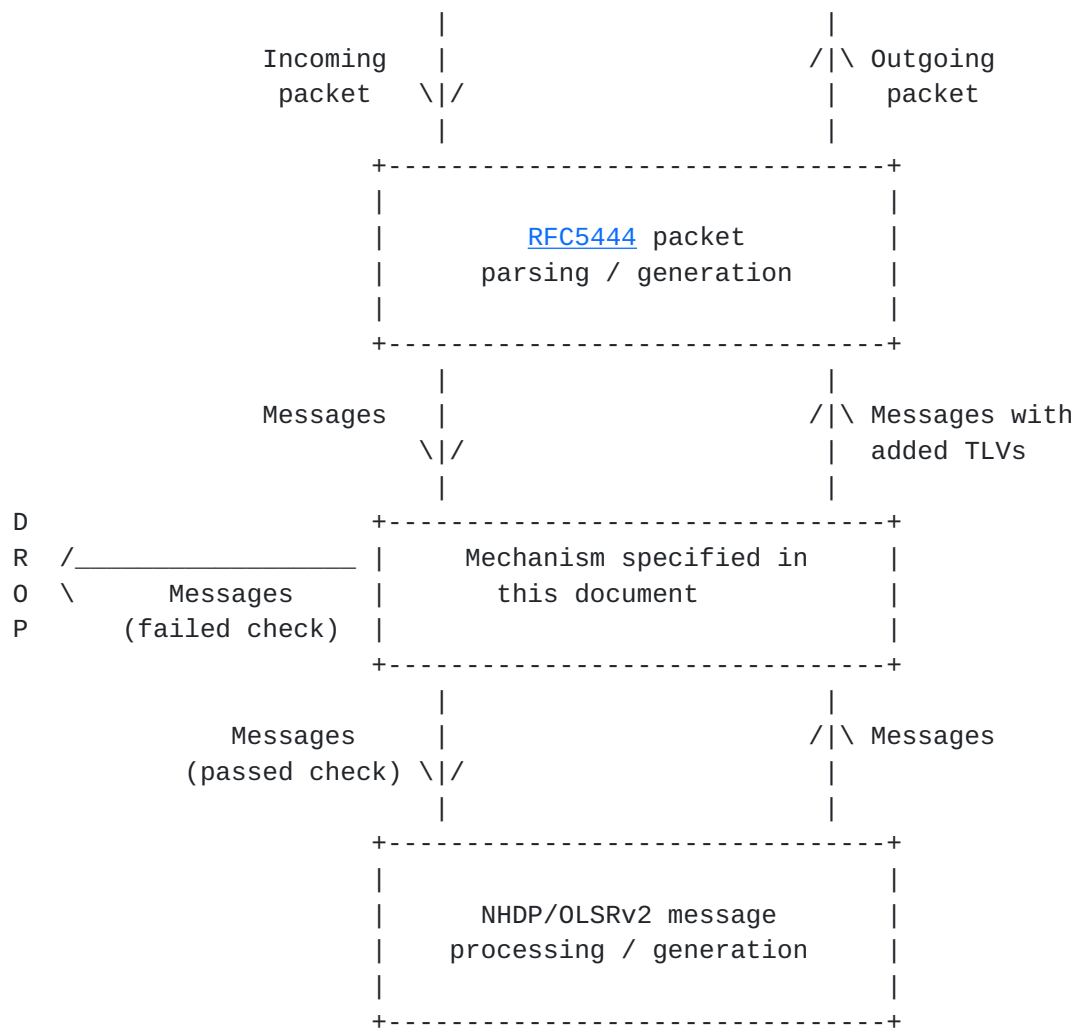 Incoming Outgoing
packet packet
RFC5444 packet
parsing / generation
Messages Messages with
added TLVs
D
R Mechanism specified in
O Messages this document
P (failed check)
Messages Messages
(passed check)
NHDP/OLSRv2 message
processing / generation